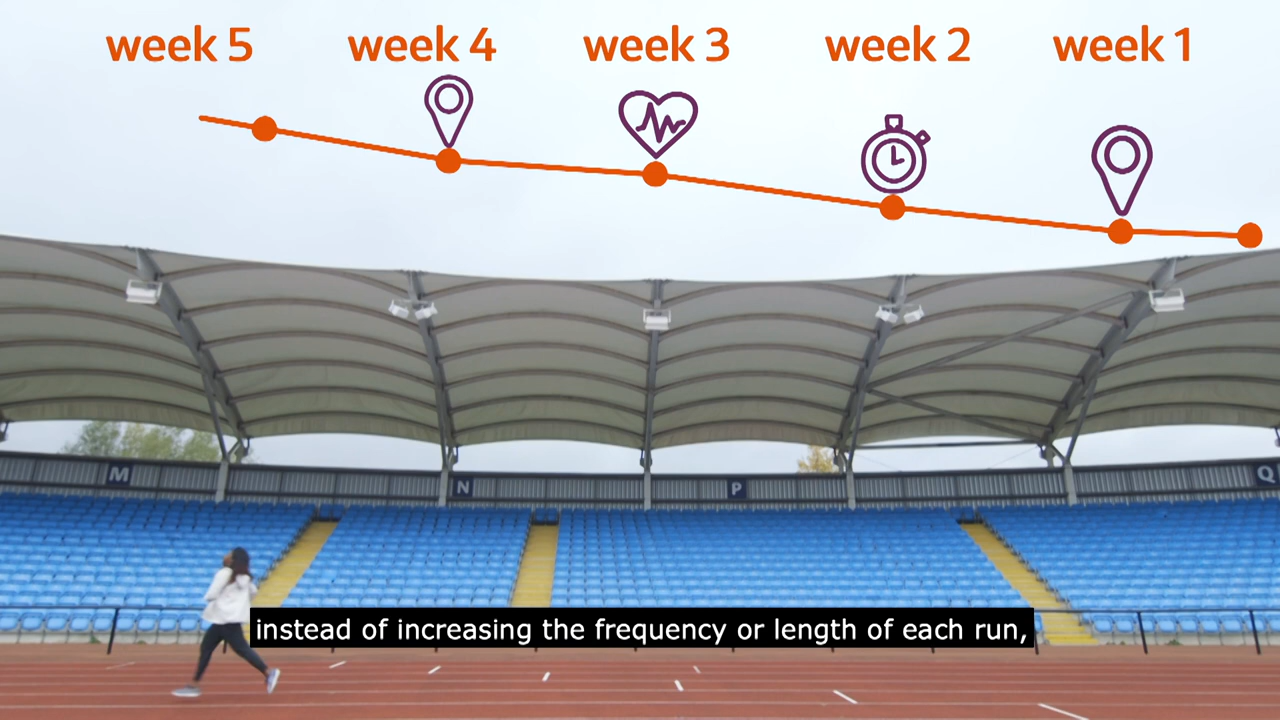 week 5 week 4 week 3 week 2 week 1
M N P Q
instead of increasing the frequency or length of each run,